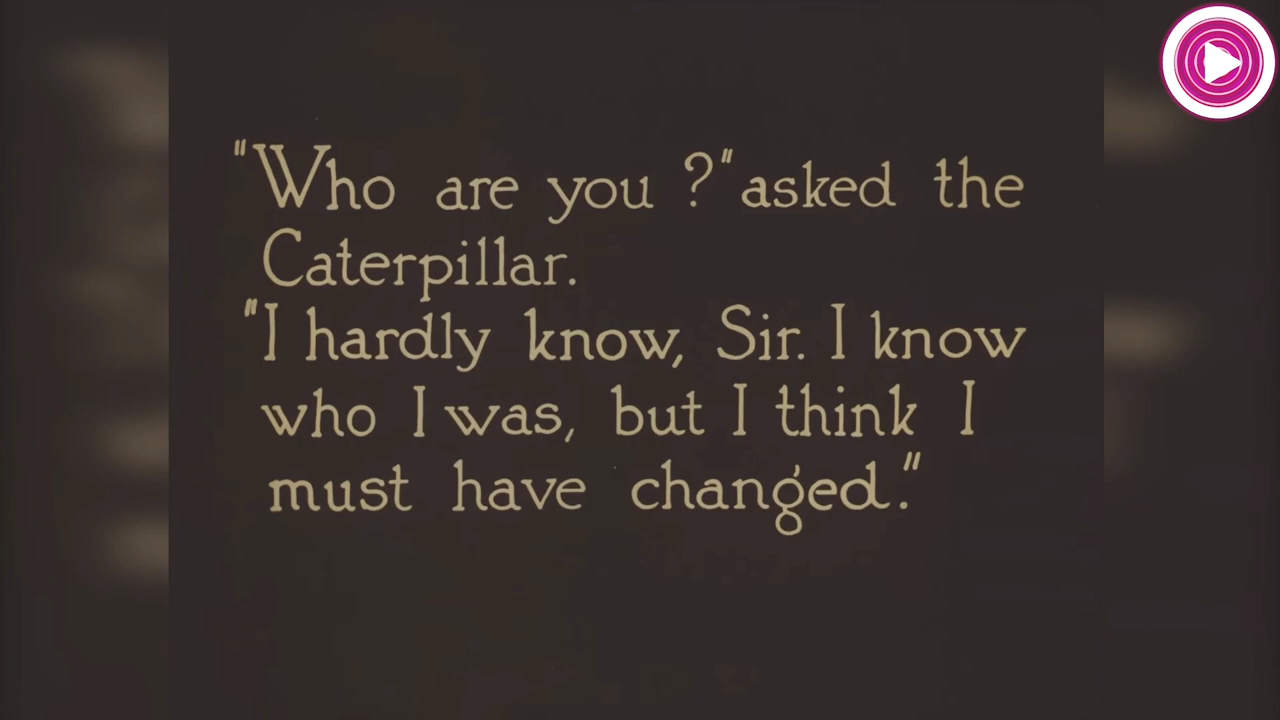 "Who are you ?" asked the
Caterpillar.
"I hardly know, Sir. I know
who I was, but I think I
must have changed."